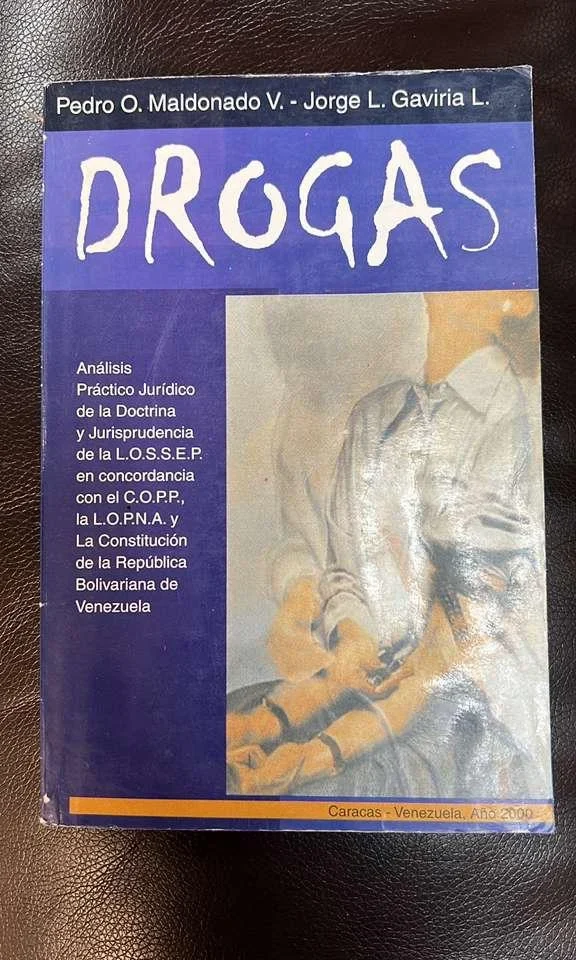 Pedro O. Maldonado V. - Jorge L. Gaviria L.
DROGAS
Análisis
Práctico Jurídico
de la Doctrina
y Jurisprudencia
de la L.O.S.S.E.P.
en concordancia
con el C.O.P.P.,
la L.O.P.N.A. y
La Constitución
de la República
Bolivariana de
Venezuela
Caracas - Venezuela, Año 2000